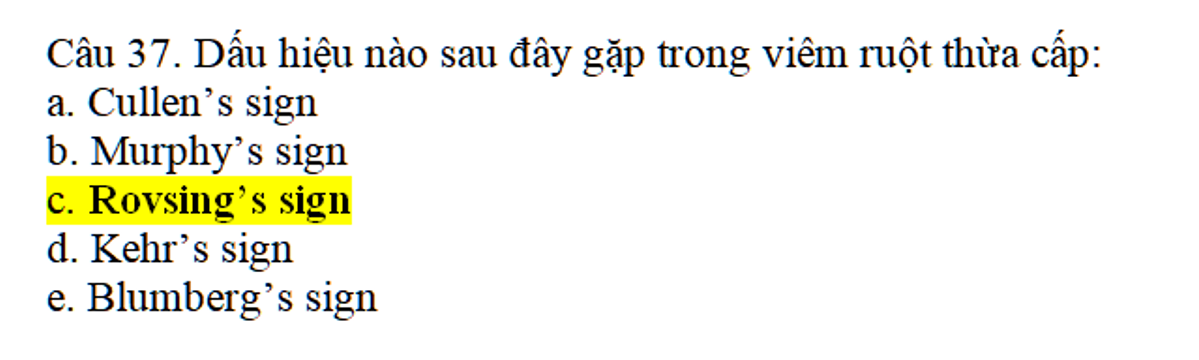 Câu 37. Dấu hiệu nào sau đây gặp trong viêm ruột thừa cấp:
a. Cullen’s sign
b. Murphy’s sign
c. Rovsing’s sign
d. Kehr’s sign
e. Blumberg’s sign